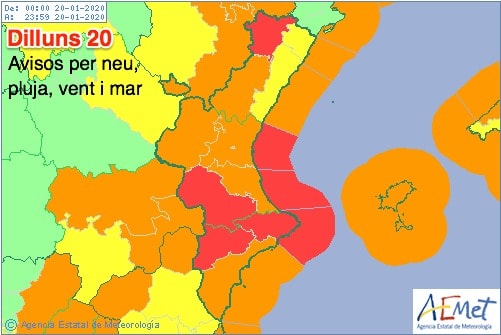 De: 00:00 20-01-2020
A: 23:59 20-01-2020
Dilluns 20
Avisos per neu,
pluja, vent i mar
© Agencia Estatal de Meteorología
AEMet
Agencia Estatal de Meteorología